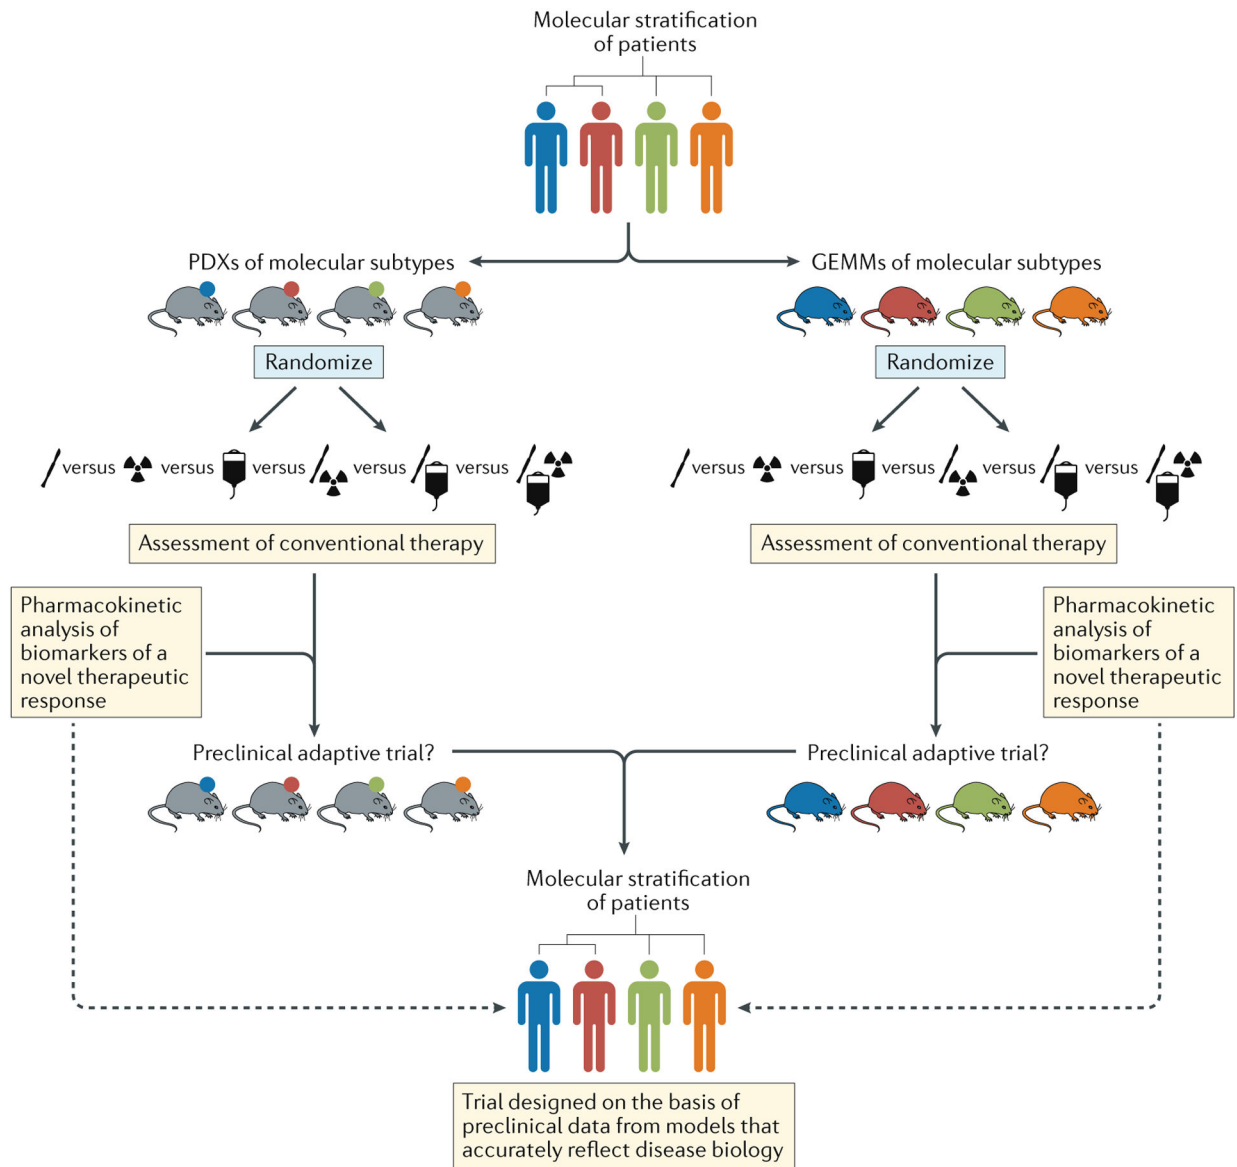 Molecular stratification
of patients
PDXs of molecular subtypes
GEMMs of molecular subtypes
Randomize
Randomize
versus versus versus versus versus
versus versus versus versus versus
Assessment of conventional therapy
Assessment of conventional therapy
Pharmacokinetic
analysis of
biomarkers of a
novel therapeutic
response
Pharmacokinetic
analysis of
biomarkers of a
novel therapeutic
response
Preclinical adaptive trial?
Preclinical adaptive trial?
Molecular stratification
of patients
Trial designed on the basis of
preclinical data from models that
accurately reflect disease biology